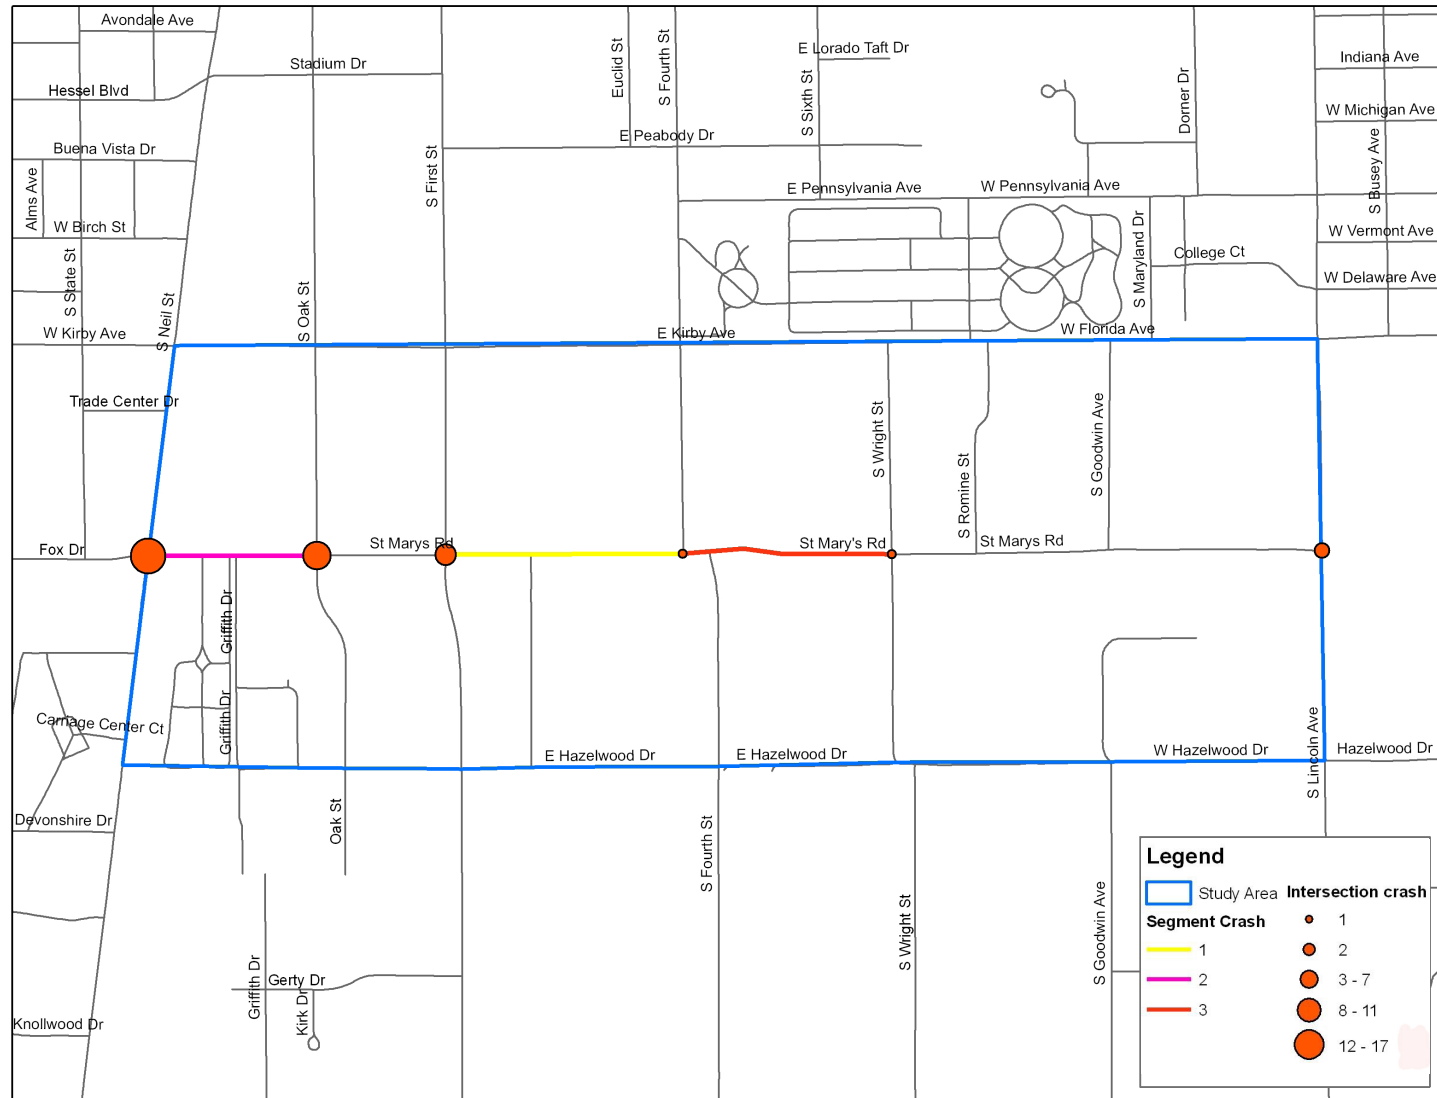 Avondale Ave
Stadium Dr
Hessel Blvd
Euclid St
S Fourth St
E Lorado Taft Dr
S Sixth St
Dorner Dr
Indiana Ave
W Michigan Ave
S Busey Ave
Buena Vista Dr
Alms Ave
W Birch St
S State St
S First St
E Peabody Dr
E Pennsylvania Ave
W Pennsylvania Ave
S Maryland Dr
College Ct
W Vermont Ave
W Delaware Ave
W Kirby Ave
S Neil St
S Oak St
E Kirby Ave
W Florida Ave
Trade Center Dr
S Wright St
S Romine St
S Goodwin Ave
Fox Dr
St Marys Rd
St Mary's Rd
St Marys Rd
Griffith Dr
Griffith Dr
Carriage Center Ct
E Hazelwood Dr
E Hazelwood Dr
W Hazelwood Dr
Hazelwood Dr
S Lincoln Ave
Devonshire Dr
Oak St
S Fourth St
S Wright St
S Goodwin Ave
Griffith Dr
Gerty Dr
Kirk Dr
Knollwood Dr
Legend
Study Area
Segment Crash
1
2
3
Intersection crash
1
2
3 - 7
8 - 11
12 - 17